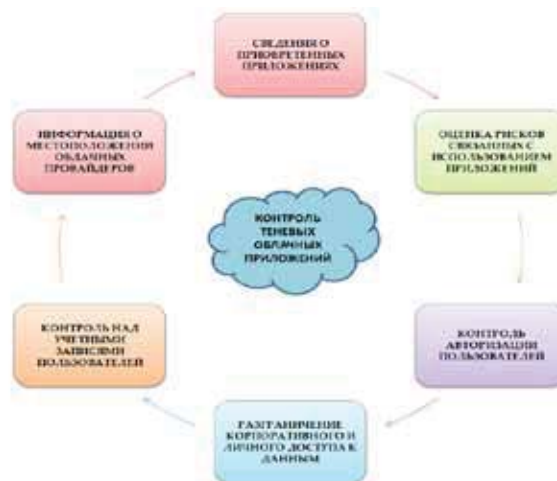 СВЕДЕНИЯ О
ПРИОБРЕТЕННЫХ
ПРИЛОЖЕНИЯХ
ОЦЕНКА РИСКОВ
СВЯЗАННЫХ С
ИСПОЛЬЗОВАНИЕМ
ПРИЛОЖЕНИЙ
КОНТРОЛЬ
АВТОРИЗАЦИИ
ПОЛЬЗОВАТЕЛЕЙ
РАЗГРАНИЧЕНИЕ
КОРПОРАТИВНОГО И
ЛИЧНОГО ДОСТУПА К
ДАННЫМ
КОНТРОЛЬ НАД
УЧЕТНЫМИ
ЗАПИСЯМИ
ПОЛЬЗОВАТЕЛЕЙ
ИНФОРМАЦИЯ О
МЕСТОПОЛОЖЕНИИ
ОБЛАЧНЫХ
ПРОВАЙДЕРОВ
КОНТРОЛЬ
ТЕНЕВЫХ
ОБЛАЧНЫХ
ПРИЛОЖЕНИЙ